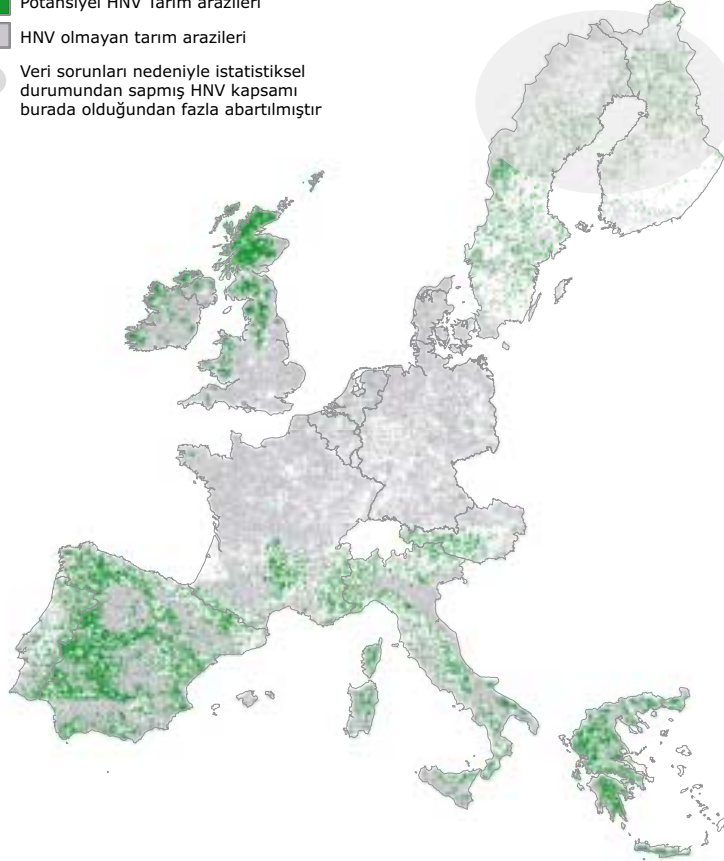 Potansiyel HNV Tarım arazileri
HNV olmayan tarım arazileri
Veri sorunları nedeniyle istatistiksel
durumundan sapmış HNV kapsamı
burada olduğundan fazla abartılmıştır